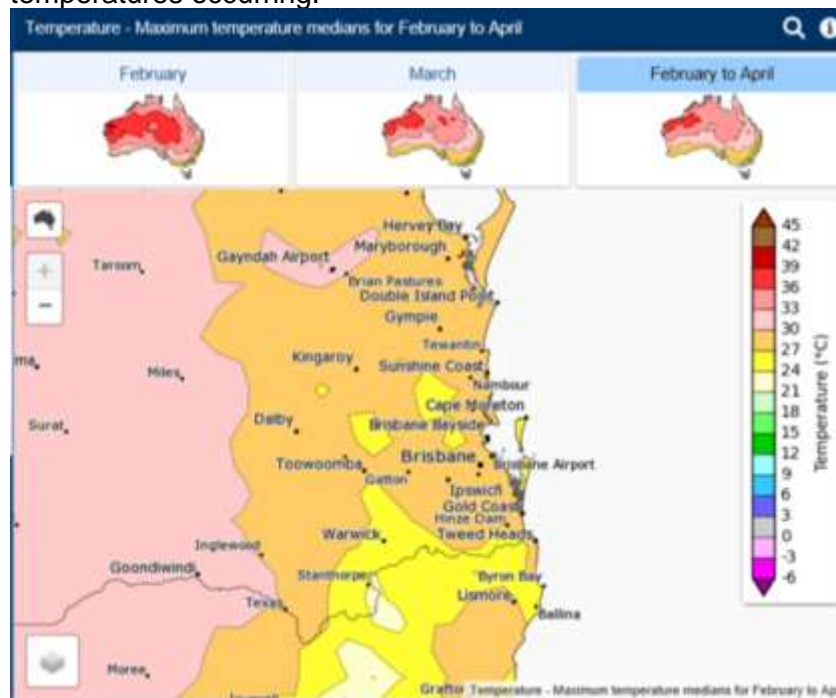 temperatures occurring.
Temperature - Maximum temperature medians for February to April
February
March
February to April
Hervey Bay
Maryborough
Gayndah Airport
Taroom
Brian Pastures
Double Island Point
Gympie
Tewantin
Kingaroy
Sunshine Coast
Miles
Nambour
Cape Moreton
Surat
Dalby
Brisbane Bayside
Brisbane
Toowoomba
Brisbane Airport
Gatton
Ipswich
Gold Coast
Hinze Dam
Warwick
Tweed Heads
Inglewood
Goondiwindi
Stanthorpe
Byron Bay
Texas
Lismore
Ballina
Moree
45
42
39
36
33
30
27
24
21
18
15
12
9
6
3
0
-3
-6
Temperature (°C)
Temperature - Maximum temperature medians for February to Ap